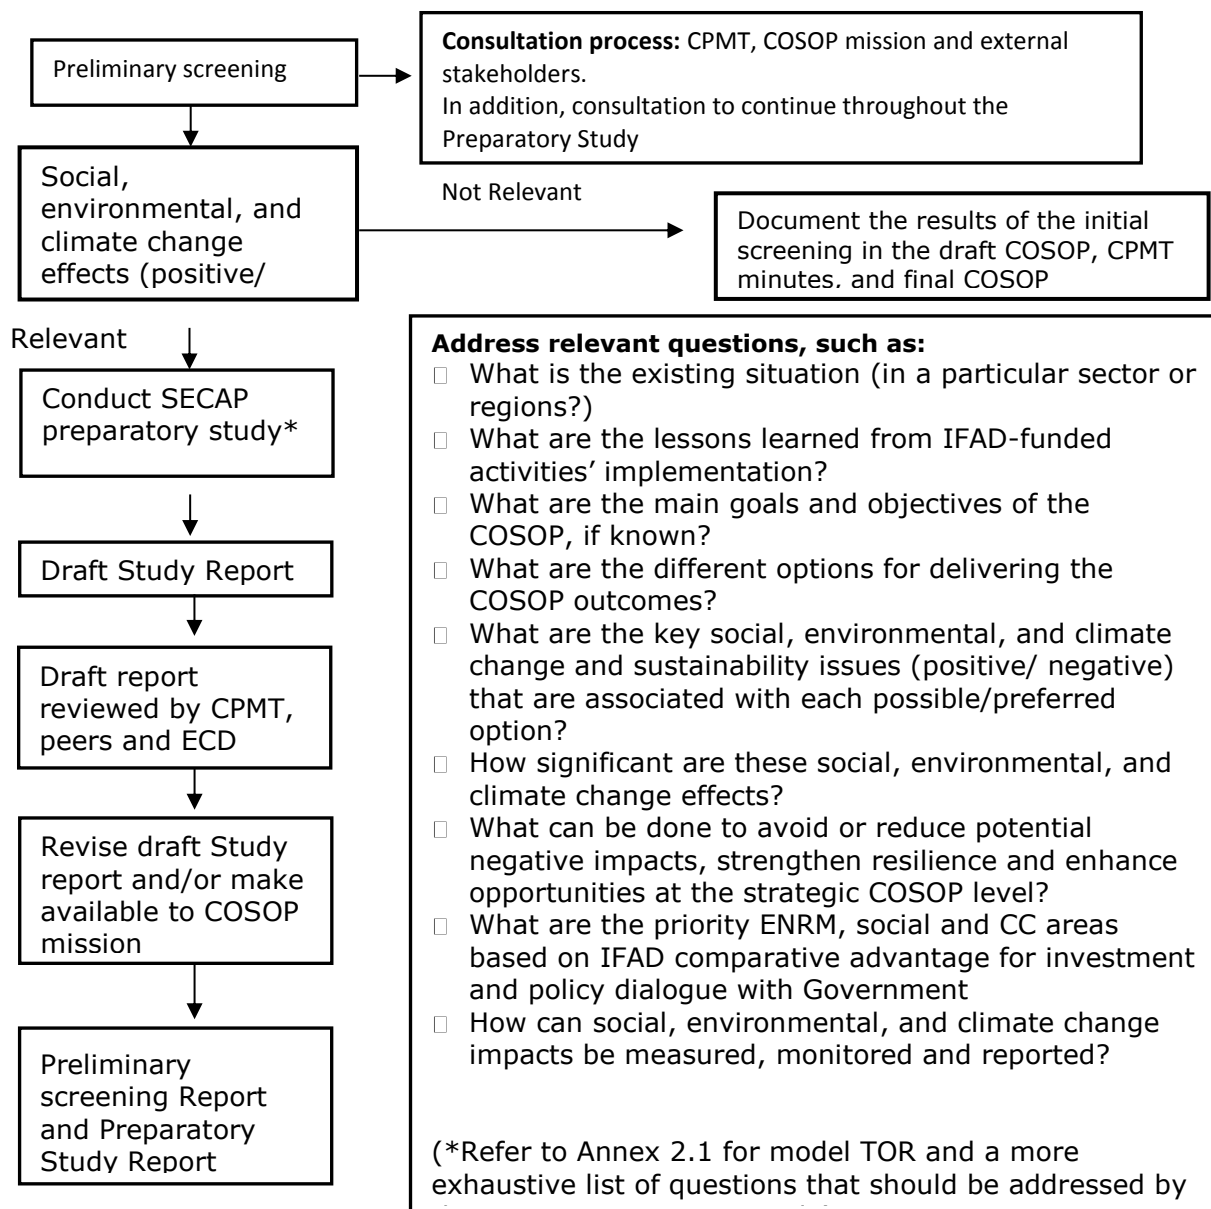 Preliminary screening
Consultation process: CPMT, COSOP mission and external
stakeholders.
In addition, consultation to continue throughout the
Preparatory Study
Social,
environmental, and
climate change
effects (positive/
Not Relevant
Document the results of the initial
screening in the draft COSOP, CPMT
minutes, and final COSOP
Relevant
Conduct SECAP
preparatory study*
Draft Study Report
Draft report
reviewed by CPMT,
peers and ECD
Revise draft Study
report and/or make
available to COSOP
mission
Preliminary
screening Report
and Preparatory
Study Report
Address relevant questions, such as:
What is the existing situation (in a particular sector or
regions?)
What are the lessons learned from IFAD-funded
activities’ implementation?
What are the main goals and objectives of the
COSOP, if known?
What are the different options for delivering the
COSOP outcomes?
What are the key social, environmental, and climate
change and sustainability issues (positive/ negative)
that are associated with each possible/preferred
option?
How significant are these social, environmental, and
climate change effects?
What can be done to avoid or reduce potential
negative impacts, strengthen resilience and enhance
opportunities at the strategic COSOP level?
What are the priority ENRM, social and CC areas
based on IFAD comparative advantage for investment
and policy dialogue with Government
How can social, environmental, and climate change
impacts be measured, monitored and reported?
(*Refer to Annex 2.1 for model TOR and a more
exhaustive list of questions that should be addressed by